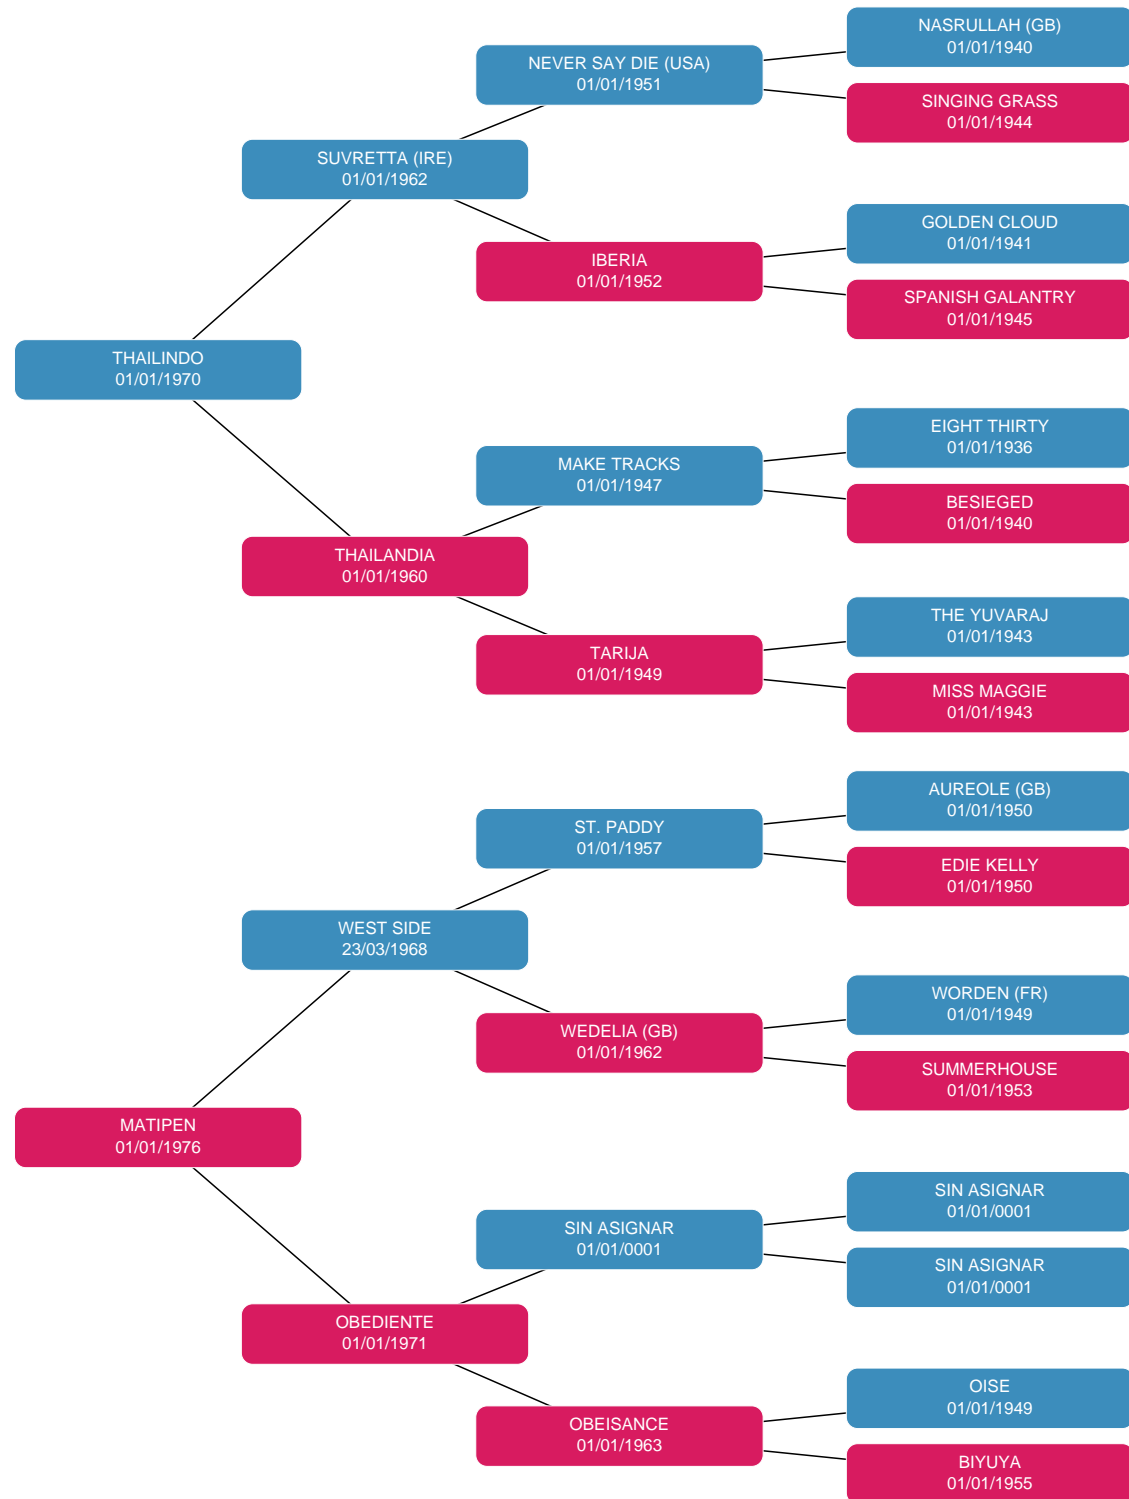 NASRULLAH (GB)
01/01/1940
NEVER SAY DIE (USA)
01/01/1951
SINGING GRASS
01/01/1944
SUVRETTA (IRE)
01/01/1962
GOLDEN CLOUD
01/01/1941
IBERIA
01/01/1952
SPANISH GALANTRY
01/01/1945
THAILINDO
01/01/1970
EIGHT THIRTY
01/01/1936
MAKE TRACKS
01/01/1947
BESIEGED
01/01/1940
THAILANDIA
01/01/1960
THE YUVARAJ
01/01/1943
TARIJA
01/01/1949
MISS MAGGIE
01/01/1943
AUREOLE (GB)
01/01/1950
ST. PADDY
01/01/1957
EDIE KELLY
01/01/1950
WEST SIDE
23/03/1968
WORDEN (FR)
01/01/1949
WEDELIA (GB)
01/01/1962
SUMMERHOUSE
01/01/1953
MATIPEN
01/01/1976
SIN ASIGNAR
01/01/0001
SIN ASIGNAR
01/01/0001
SIN ASIGNAR
01/01/0001
OBEDIENTE
01/01/1971
OISE
01/01/1949
OBEISANCE
01/01/1963
BIYUYA
01/01/1955